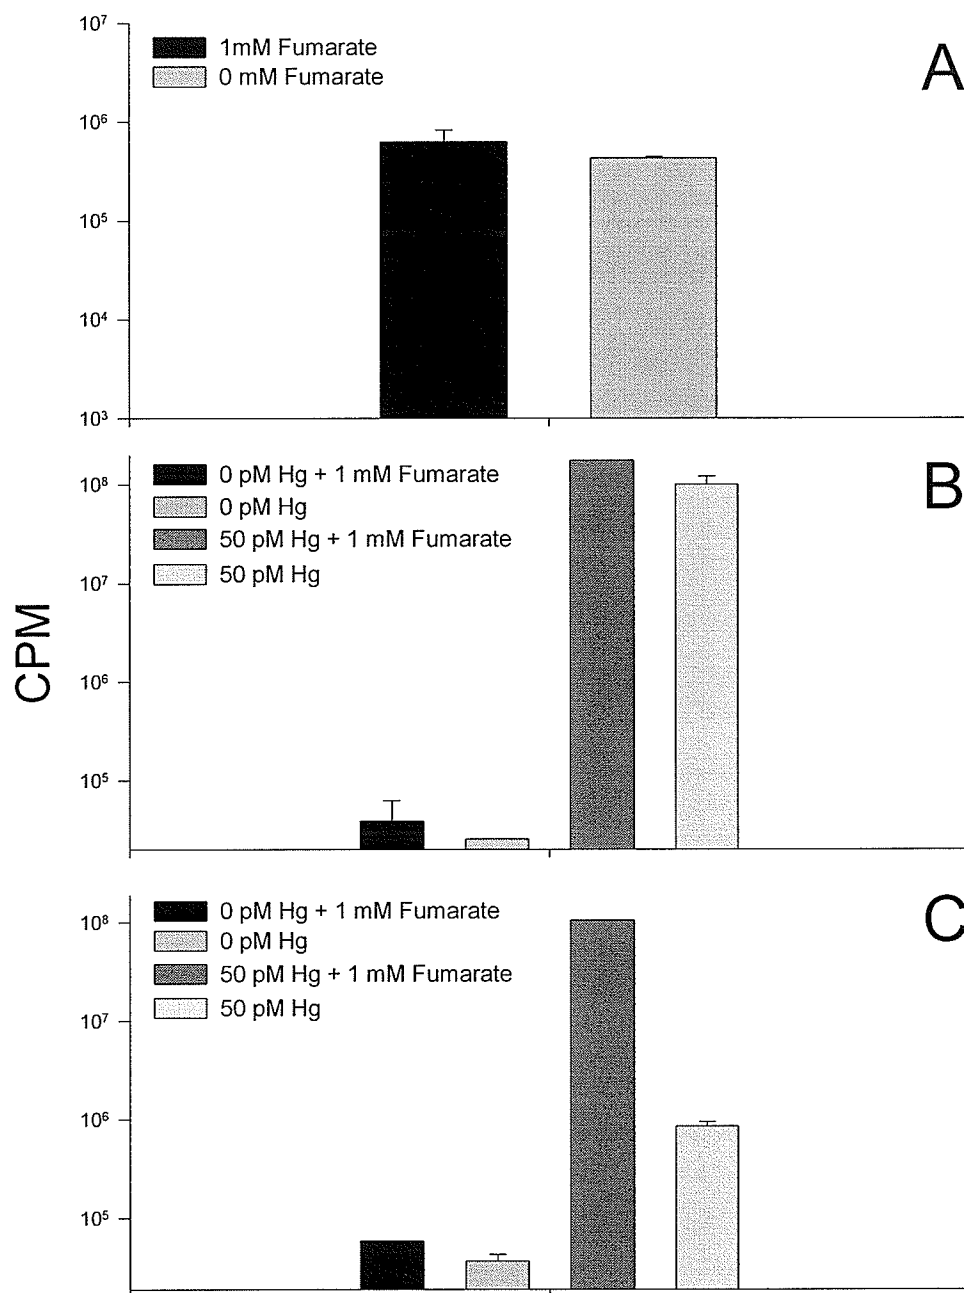 10⁷
1mM Fumarate
0 mM Fumarate
A
10⁶
10⁵
10⁴
10³
0 pM Hg + 1 mM Fumarate
0 pM Hg
50 pM Hg + 1 mM Fumarate
50 pM Hg
B
10⁸
10⁷
10⁶
10⁵
CPM
0 pM Hg + 1 mM Fumarate
0 pM Hg
50 pM Hg + 1 mM Fumarate
50 pM Hg
C
10⁸
10⁷
10⁶
10⁵